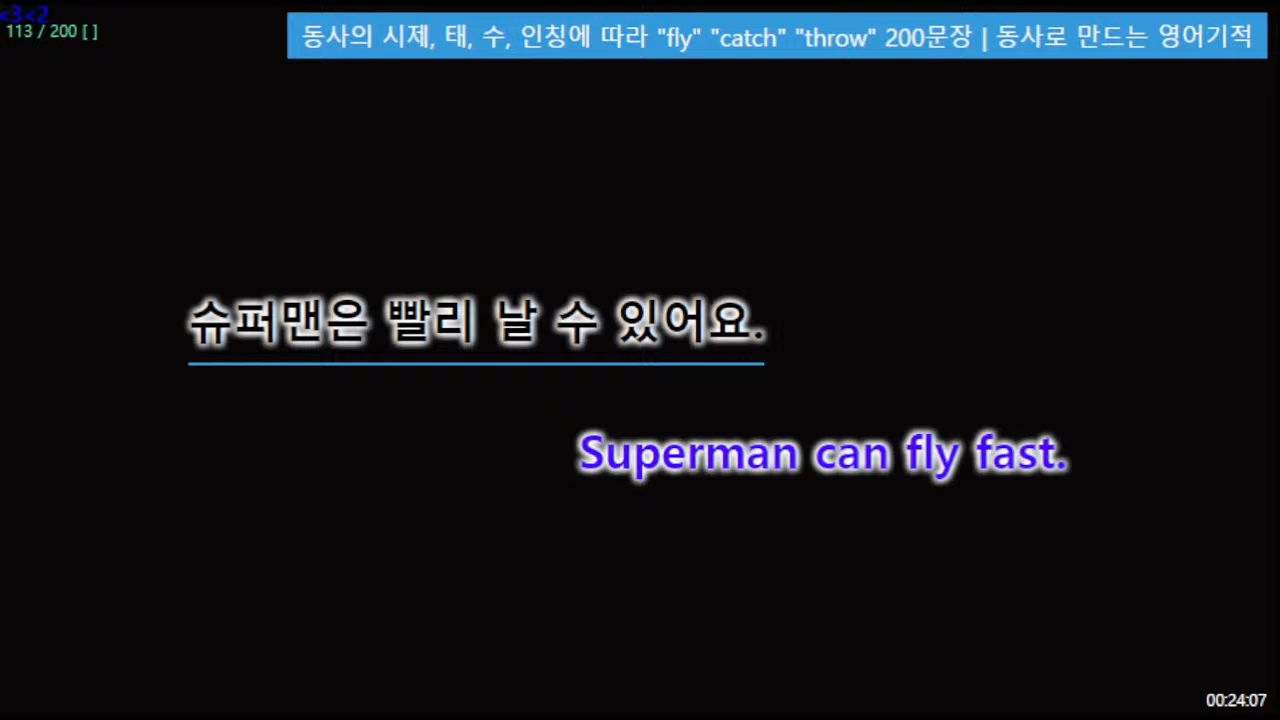 <3<2
113 / 200 [ ]
동사의 시제, 태, 수, 인칭에 따라 "fly" "catch" "throw" 200문장 | 동사로 만드는 영어기적
슈퍼맨은 빨리 날 수 있어요.
Superman can fly fast.
00:24:07